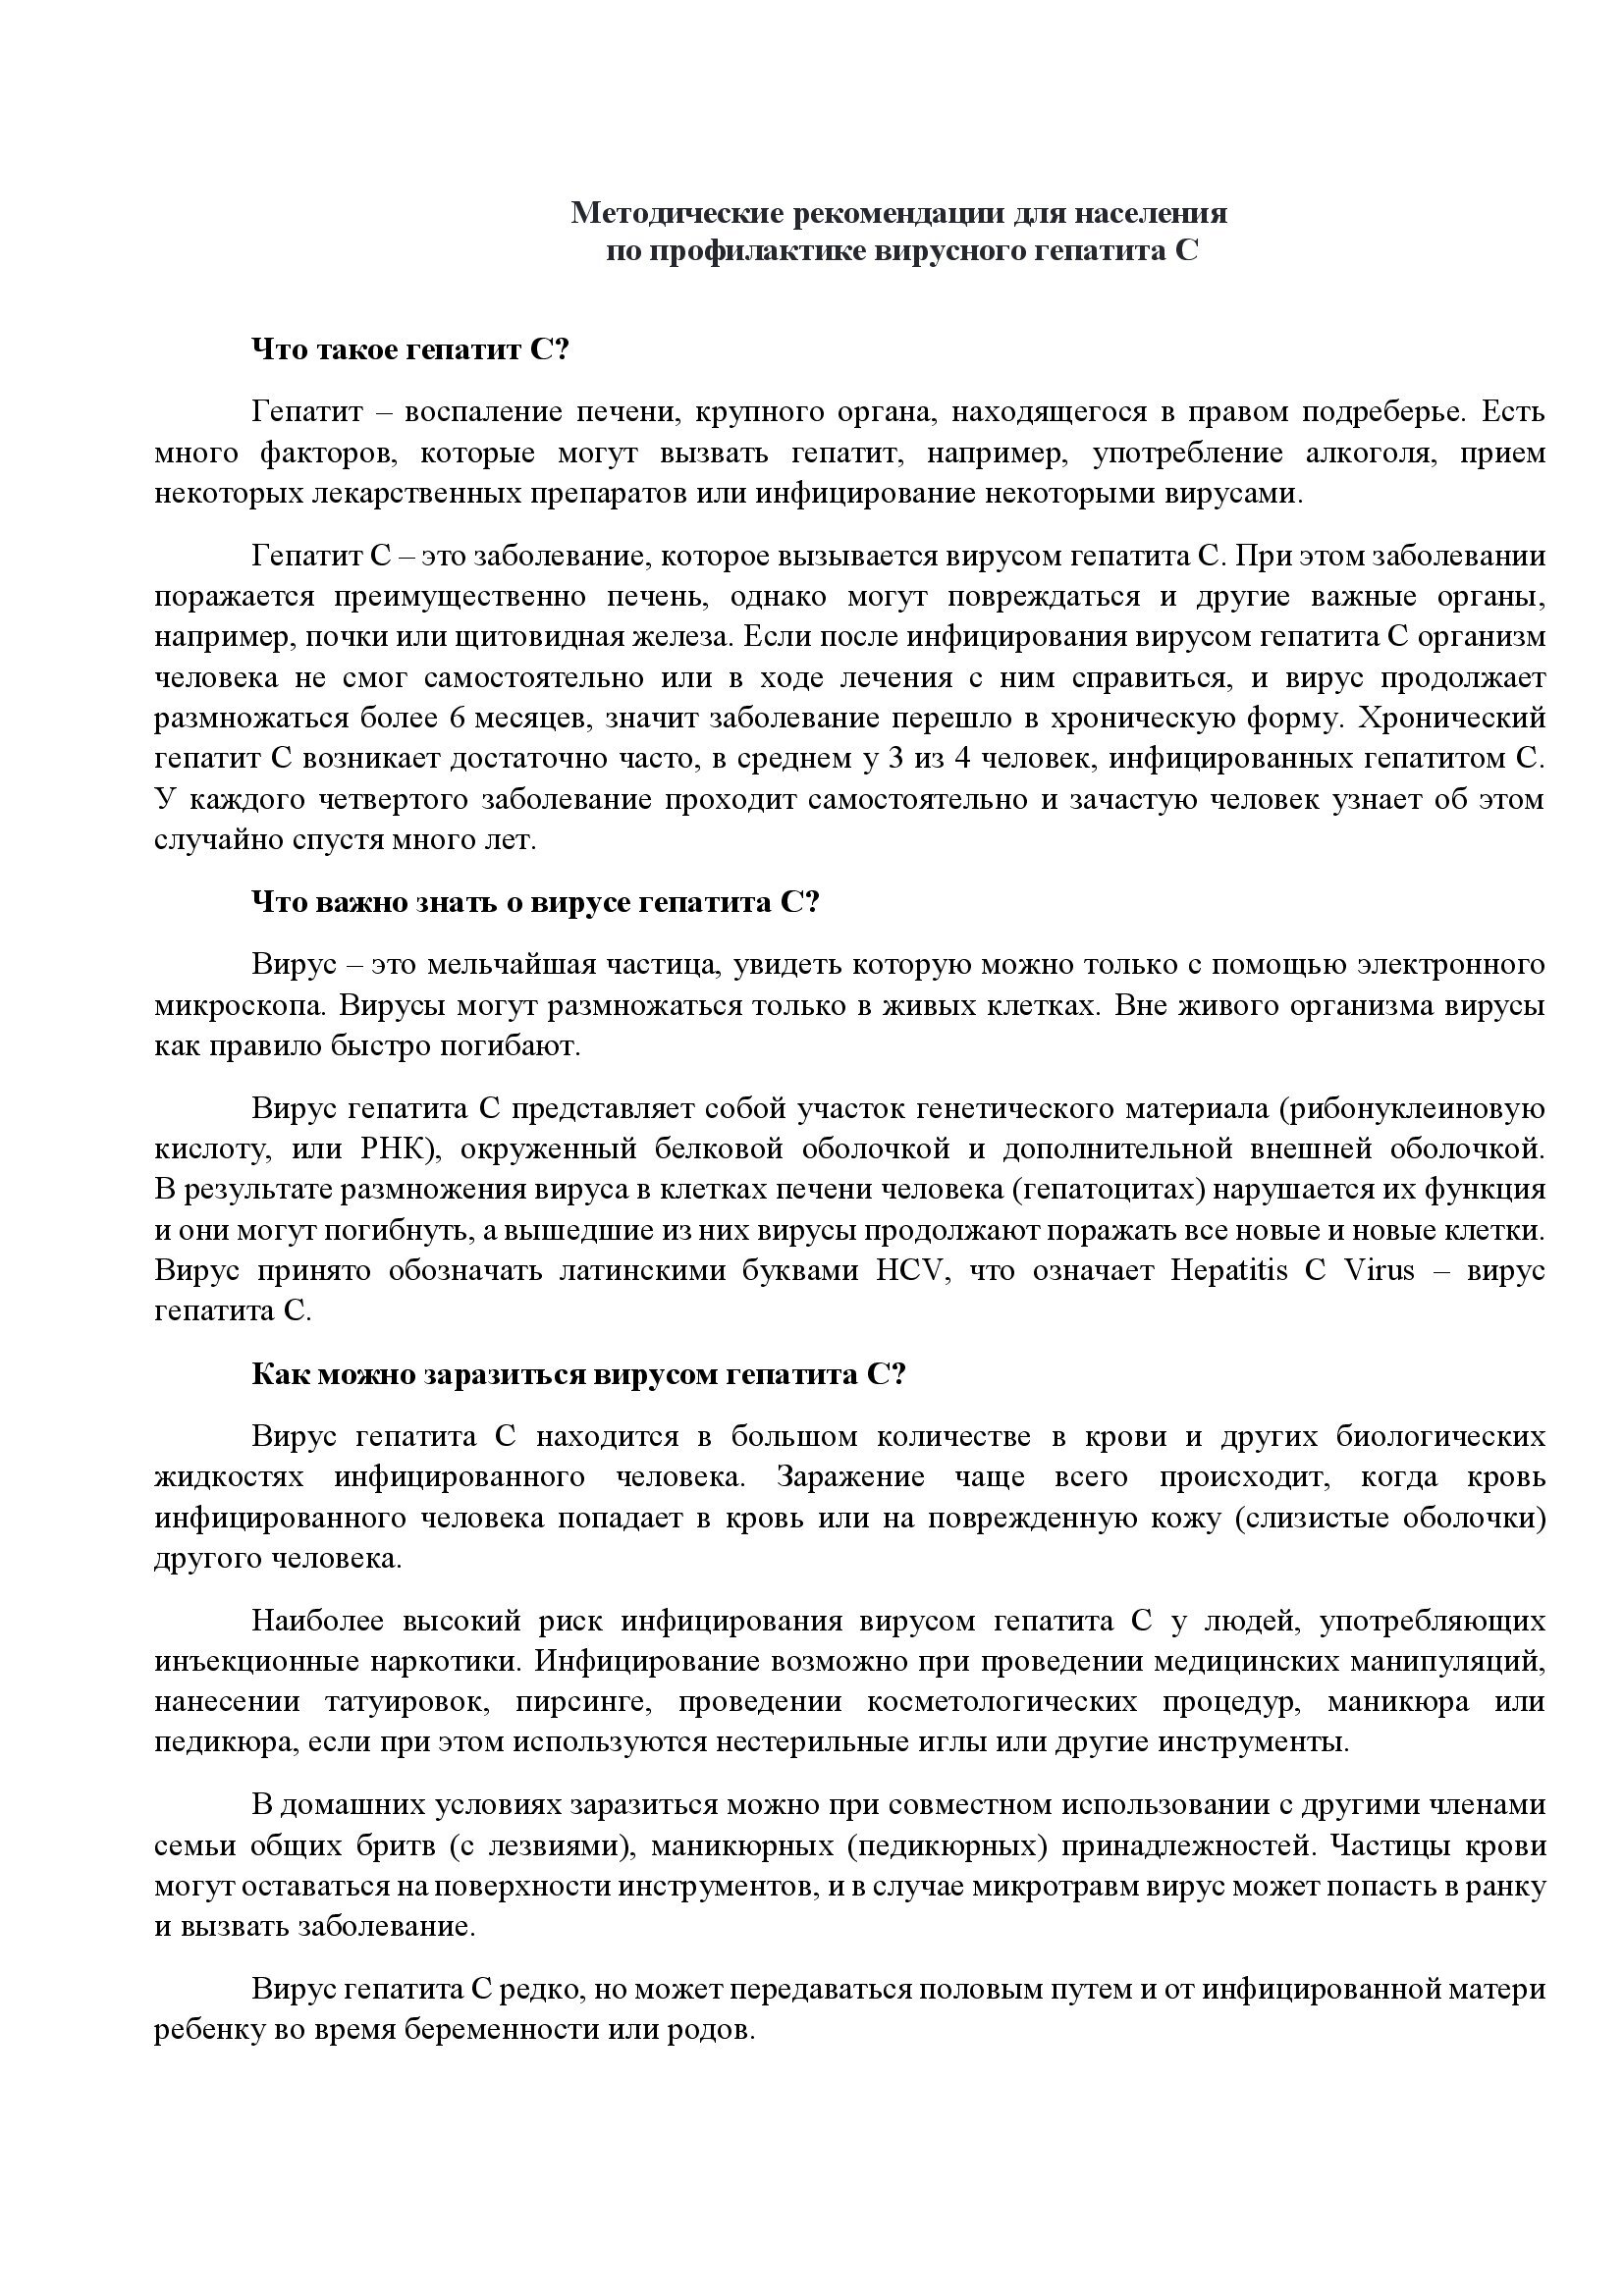 Методические рекомендации для населения
по профилактике вирусного гепатита С
Что такое гепатит С?
Гепатит – воспаление печени, крупного органа, находящегося в правом подреберье. Есть
много факторов, которые могут вызвать гепатит, например, употребление алкоголя, прием
некоторых лекарственных препаратов или инфицирование некоторыми вирусами.
Гепатит С – это заболевание, которое вызывается вирусом гепатита С. При этом заболевании
поражается преимущественно печень, однако могут повреждаться и другие важные органы,
например, почки или щитовидная железа. Если после инфицирования вирусом гепатита С организм
человека не смог самостоятельно или в ходе лечения с ним справиться, и вирус продолжает
размножаться более 6 месяцев, значит заболевание перешло в хроническую форму. Хронический
гепатит С возникает достаточно часто, в среднем у 3 из 4 человек, инфицированных гепатитом С.
У каждого четвертого заболевание проходит самостоятельно и зачастую человек узнает об этом
случайно спустя много лет.
Что важно знать о вирусе гепатита С?
Вирус – это мельчайшая частица, увидеть которую можно только с помощью электронного
микроскопа. Вирусы могут размножаться только в живых клетках. Вне живого организма вирусы
как правило быстро погибают.
Вирус гепатита С представляет собой участок генетического материала (рибонуклеиновую
кислоту, или РНК), окруженный белковой оболочкой и дополнительной внешней оболочкой.
В результате размножения вируса в клетках печени человека (гепатоцитах) нарушается их функция
и они могут погибнуть, а вышедшие из них вирусы продолжают поражать все новые и новые клетки.
Вирус принято обозначать латинскими буквами HCV, что означает Hepatitis C Virus – вирус
гепатита С.
Как можно заразиться вирусом гепатита С?
Вирус гепатита С находится в большом количестве в крови и других биологических
жидкостях инфицированного человека. Заражение чаще всего происходит, когда кровь
инфицированного человека попадает в кровь или на поврежденную кожу (слизистые оболочки)
другого человека.
Наиболее высокий риск инфицирования вирусом гепатита С у людей, употребляющих
инъекционные наркотики. Инфицирование возможно при проведении медицинских манипуляций,
нанесении татуировок, пирсинге, проведении косметологических процедур, маникюра или
педикюра, если при этом используются нестерильные иглы или другие инструменты.
В домашних условиях заразиться можно при совместном использовании с другими членами
семьи общих бритв (с лезвиями), маникюрных (педикюрных) принадлежностей. Частицы крови
могут оставаться на поверхности инструментов, и в случае микротравм вирус может попасть в ранку
и вызвать заболевание.
Вирус гепатита С редко, но может передаваться половым путем и от инфицированной матери
ребенку во время беременности или родов.